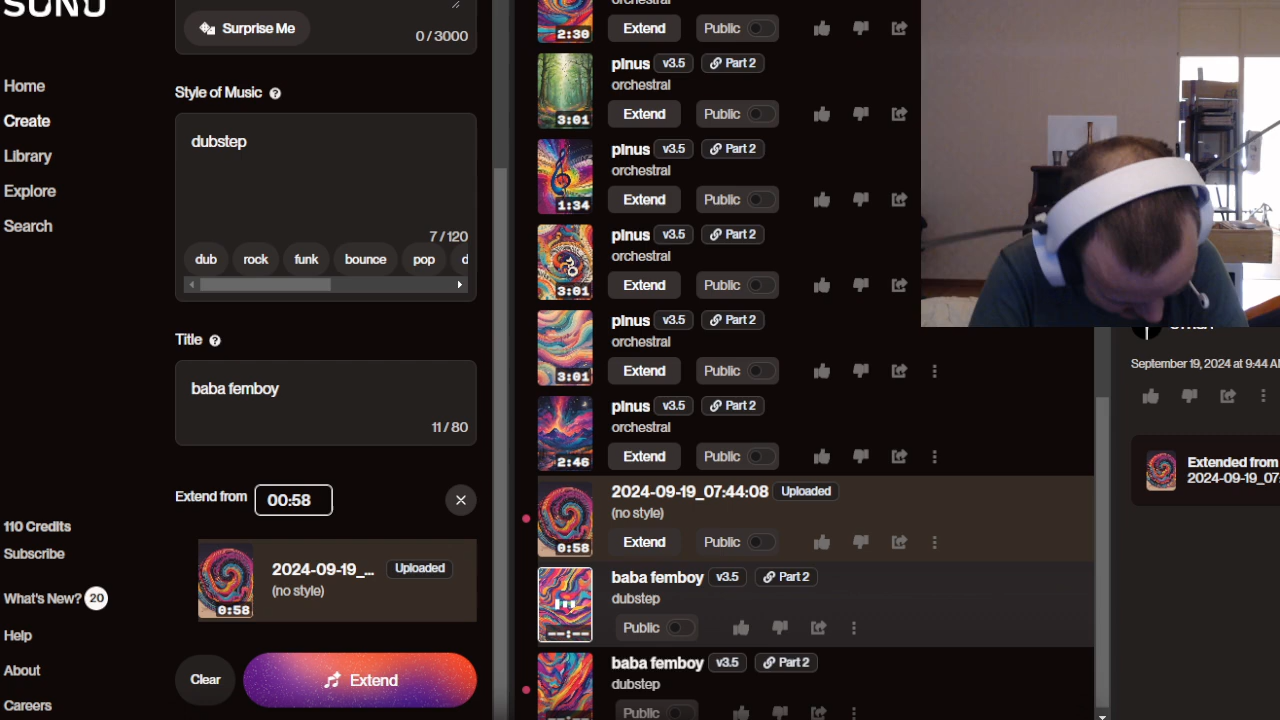 SUNO
Home
Create
Library
Explore
Search
110 Credits
Subscribe
What's New? 20
Help
About
Careers
Surprise Me
0 / 3000
Style of Music
dubstep
7 / 120
dub rock funk bounce pop d
Title
baba femboy
11 / 80
Extend from 00:58
2024-09-19_... Uploaded
(no style)
0:58
Clear
Extend
orchestral
2:30
Extend Public
pinus v3.5 Part 2
orchestral
3:01
Extend Public
pinus v3.5 Part 2
orchestral
1:34
Extend Public
pinus v3.5 Part 2
orchestral
3:01
Extend Public
pinus v3.5 Part 2
orchestral
3:01
Extend Public
pinus v3.5 Part 2
orchestral
2:46
Extend Public
2024-09-19_07:44:08 Uploaded
(no style)
0:58
Extend Public
baba femboy v3.5 Part 2
dubstep
--:--
Public
baba femboy v3.5 Part 2
dubstep
--:--
Public
September 19, 2024 at 9:44 A
Extended from
2024-09-19_07: